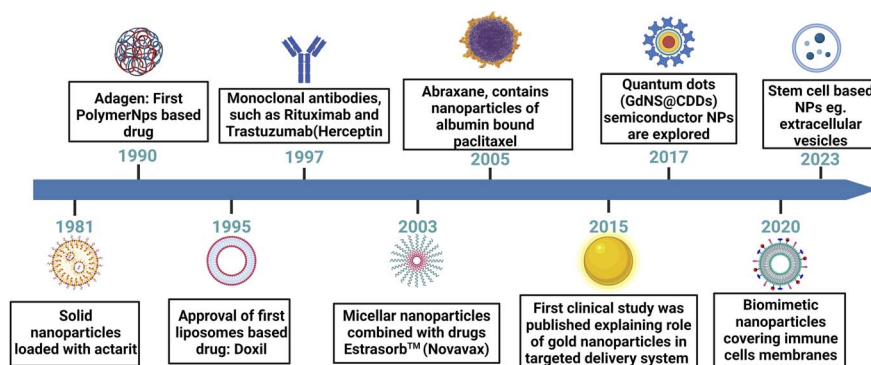 Adagen: First
PolymerNps based
drug
1990
Monoclonal antibodies,
such as Rituximab and
Trastuzumab(Herceptin
1997
Abraxane, contains
nanoparticles of
albumin bound
paclitaxel
2005
Quantum dots
(GdNS@CDDs)
semiconductor NPs
are explored
2017
Stem cell based
NPs eg.
extracellular
vesicles
2023
1981
Solid
nanoparticles
loaded with actarit
1995
Approval of first
liposomes based
drug: Doxil
2003
Micellar nanoparticles
combined with drugs
Estrasorb™ (Novavax)
2015
First clinical study was
published explaining role
of gold nanoparticles in
targeted delivery system
2020
Biomimetic
nanoparticles
covering immune
cells membranes